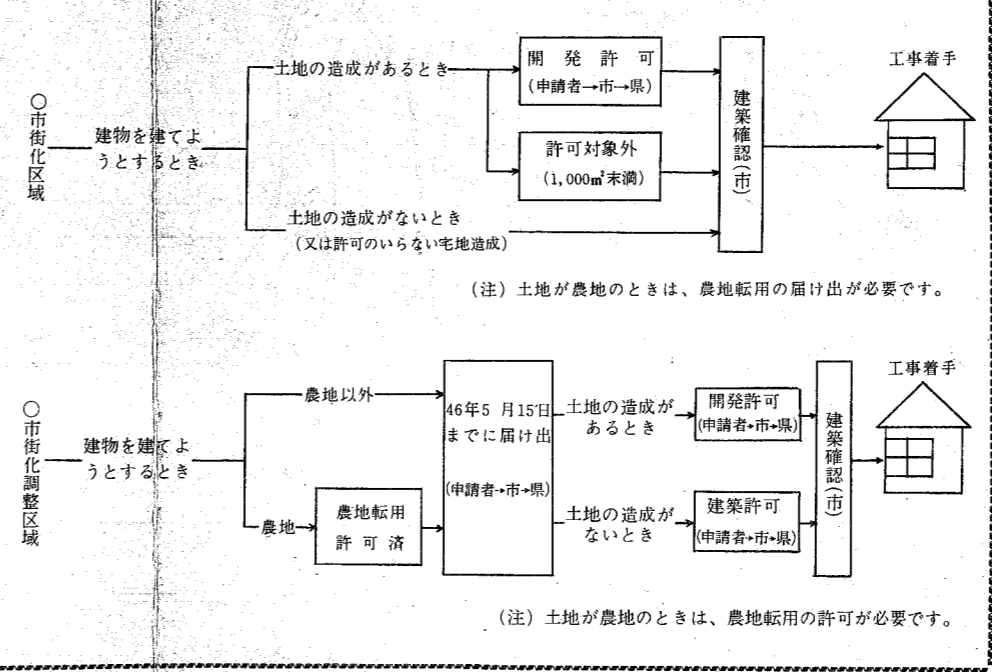 ○市街化区域
建物を建てよ
うとするとき
土地の造成があるとき
開発許可
(申請者→市→県)
許可対象外
(1,000㎡末満)
土地の造成がないとき
(又は許可のいらない宅地造成)
建築確認(市)
工事着手
(注) 土地が農地のときは、農地転用の届け出が必要です。
○市街化調整区域
建物を建てよ
うとするとき
農地以外
農地
農地転用
許可済
46年5月15日
までに届け出
(申請者→市→県)
土地の造成が
あるとき
開発許可
(申請者→市→県)
土地の造成が
ないとき
建築許可
(申請者→市→県)
建築確認(市)
工事着手
(注) 土地が農地のときは、農地転用の許可が必要です。